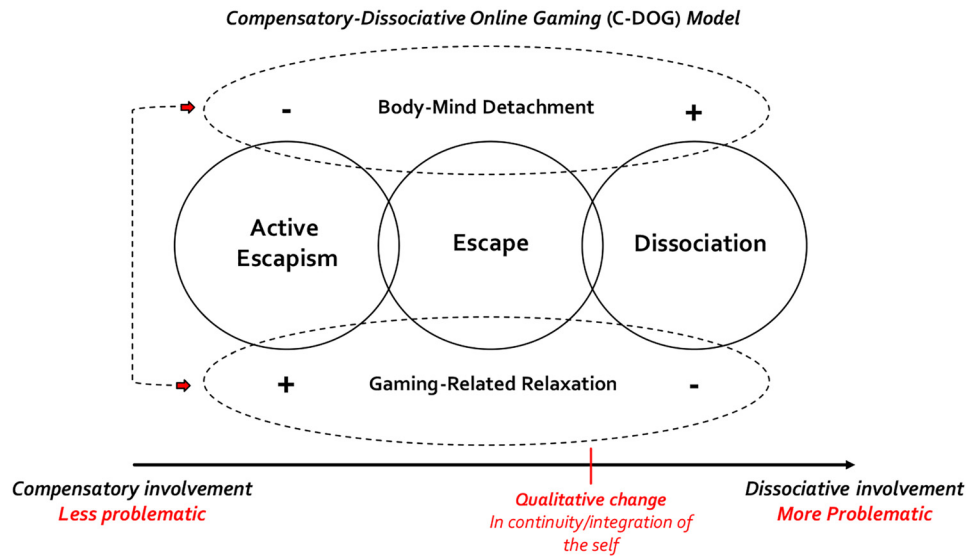 Compensatory-Dissociative Online Gaming (C-DOG) Model
- Body-Mind Detachment +
Active
Escapism
Escape
Dissociation
+ Gaming-Related Relaxation -
Compensatory involvement
Less problematic
Qualitative change
In continuity/integration of
the self
Dissociative involvement
More Problematic